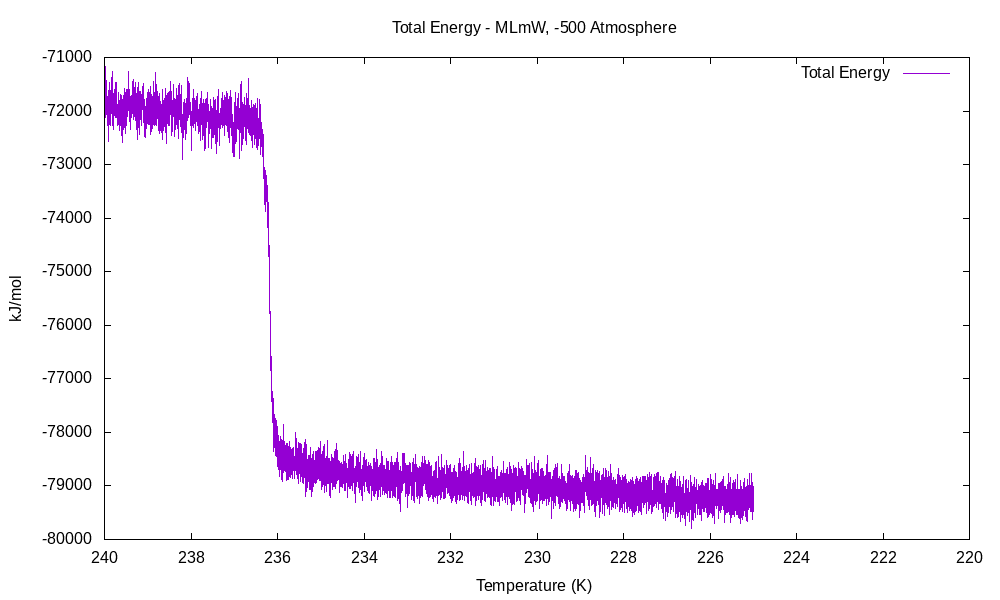 Total Energy - MLmW, -500 Atmosphere
-71000
Total Energy
-72000
-73000
-74000
-75000
kJ/mol
-76000
-77000
-78000
-79000
-80000
240 238 236 234 232 230 228 226 224 222 220
Temperature (K)